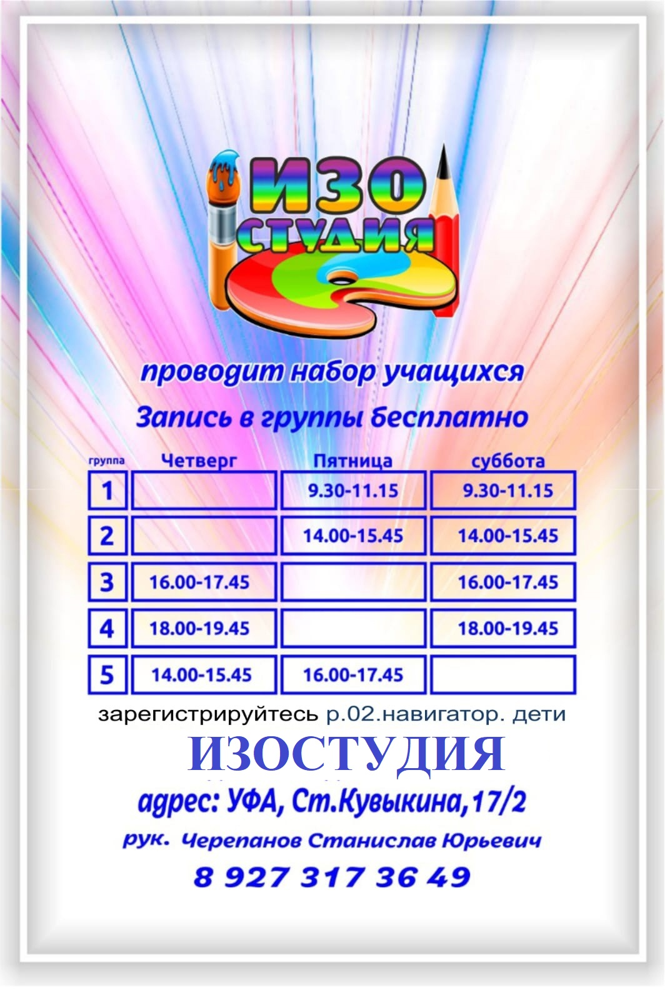 ИЗО
СТУДИЯ
проводит набор учащихся
Запись в группы бесплатно
группа Четверг Пятница суббота
1 9.30-11.15 9.30-11.15
2 14.00-15.45 14.00-15.45
3 16.00-17.45 16.00-17.45
4 18.00-19.45 18.00-19.45
5 14.00-15.45 16.00-17.45
зарегистрируйтесь р.02.навигатор. дети
ИЗОСТУДИЯ
адрес: УФА, Ст.Кувыкина,17/2
рук. Черепанов Станислав Юрьевич
8 927 317 36 49